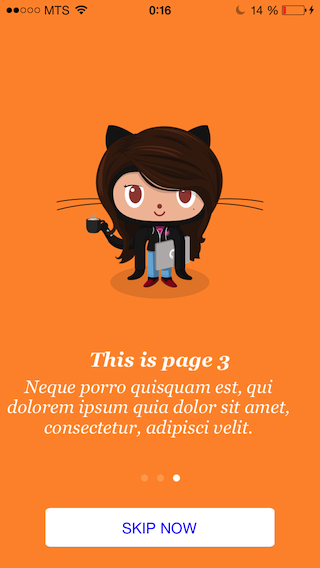 MTS 0:16 14 %
This is page 3
Neque porro quisquam est, qui
dolorem ipsum quia dolor sit amet,
consectetur, adipisci velit.
SKIP NOW